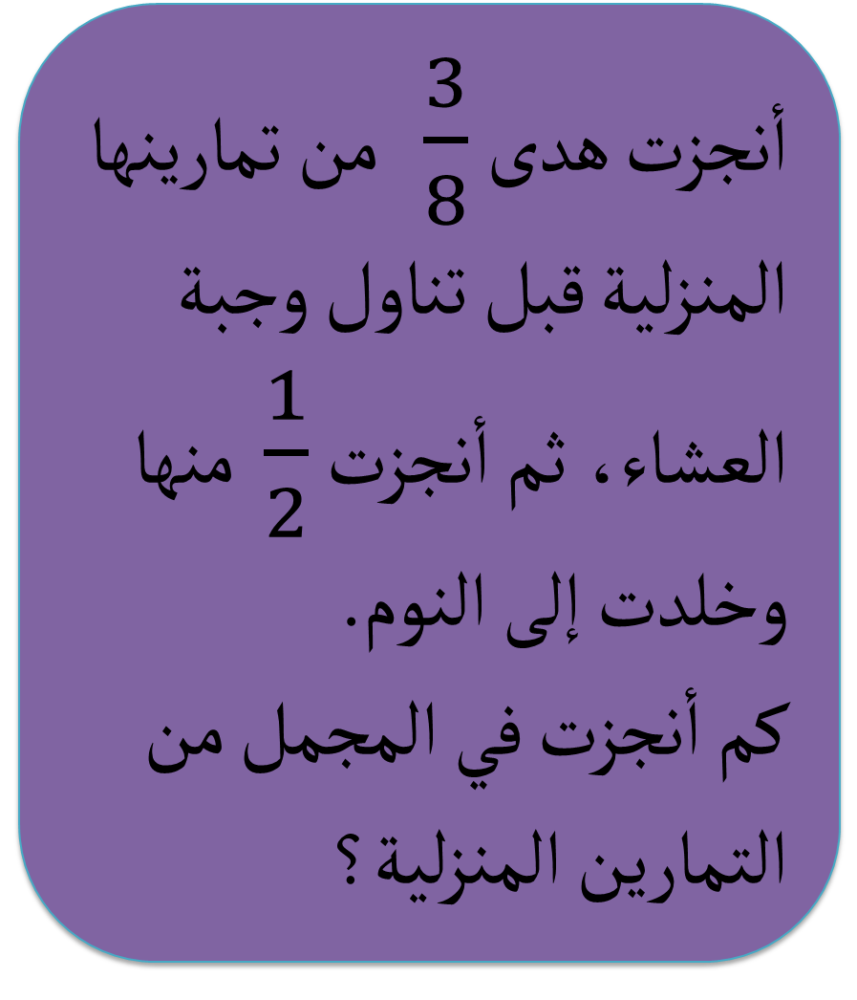 أنجزت هدى 3/8 من تمارينها
المنزلية قبل تناول وجبة
العشاء، ثم أنجزت 1/2 منها
وخلدت إلى النوم.
كم أنجزت في المجمل من
التمارين المنزلية ؟